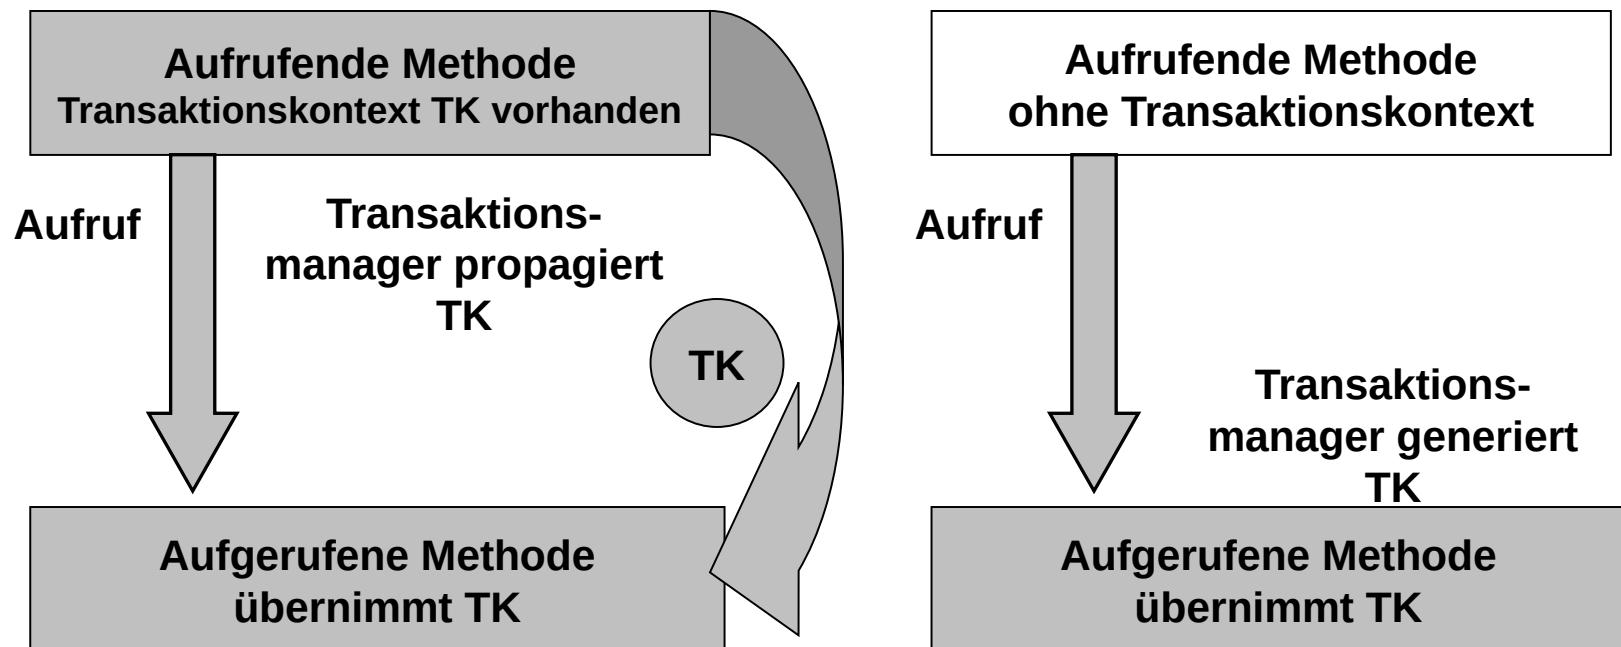 Aufrufende Methode
Transaktionskontext TK vorhanden
Aufruf
Transaktions-
manager propagiert
TK
TK
Aufgerufene Methode
übernimmt TK
Aufrufende Methode
ohne Transaktionskontext
Aufruf
Transaktions-
manager generiert
TK
Aufgerufene Methode
übernimmt TK